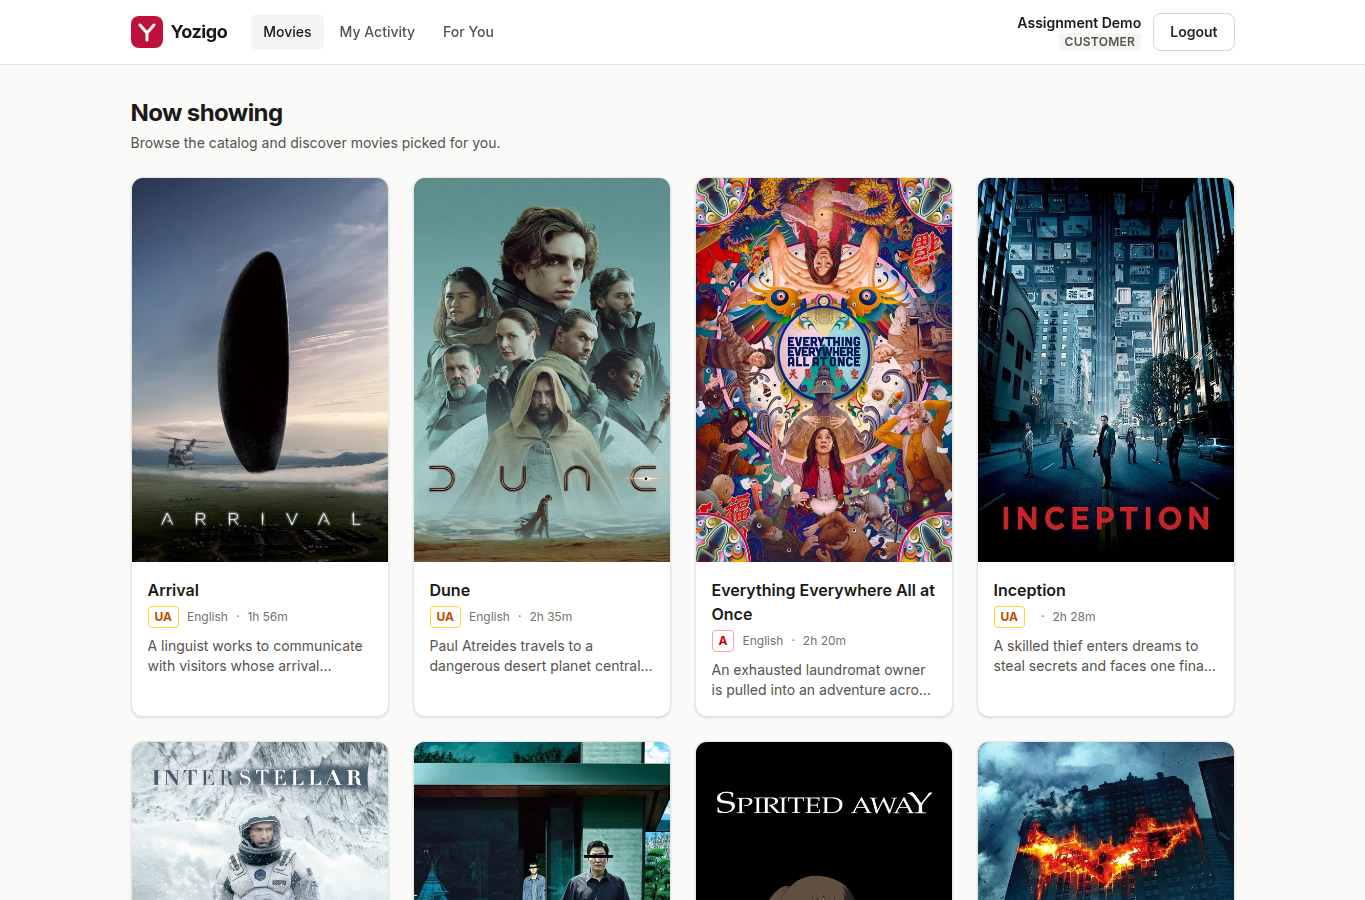 Yozigo
Movies
My Activity
For You
Assignment Demo
CUSTOMER
Logout
Now showing
Browse the catalog and discover movies picked for you.
ARRIVAL
DUNE
EVERYTHING
EVERYWHERE
ALL AT ONCE
福
INCEPTION
Arrival
UA English · 1h 56m
A linguist works to communicate
with visitors whose arrival...
Dune
UA English · 2h 35m
Paul Atreides travels to a
dangerous desert planet central...
Everything Everywhere All at
Once
A English · 2h 20m
An exhausted laundromat owner
is pulled into an adventure acro...
Inception
UA · 2h 28m
A skilled thief enters dreams to
steal secrets and faces one fina...
INTERSTELLAR
SPIRITED AWAY